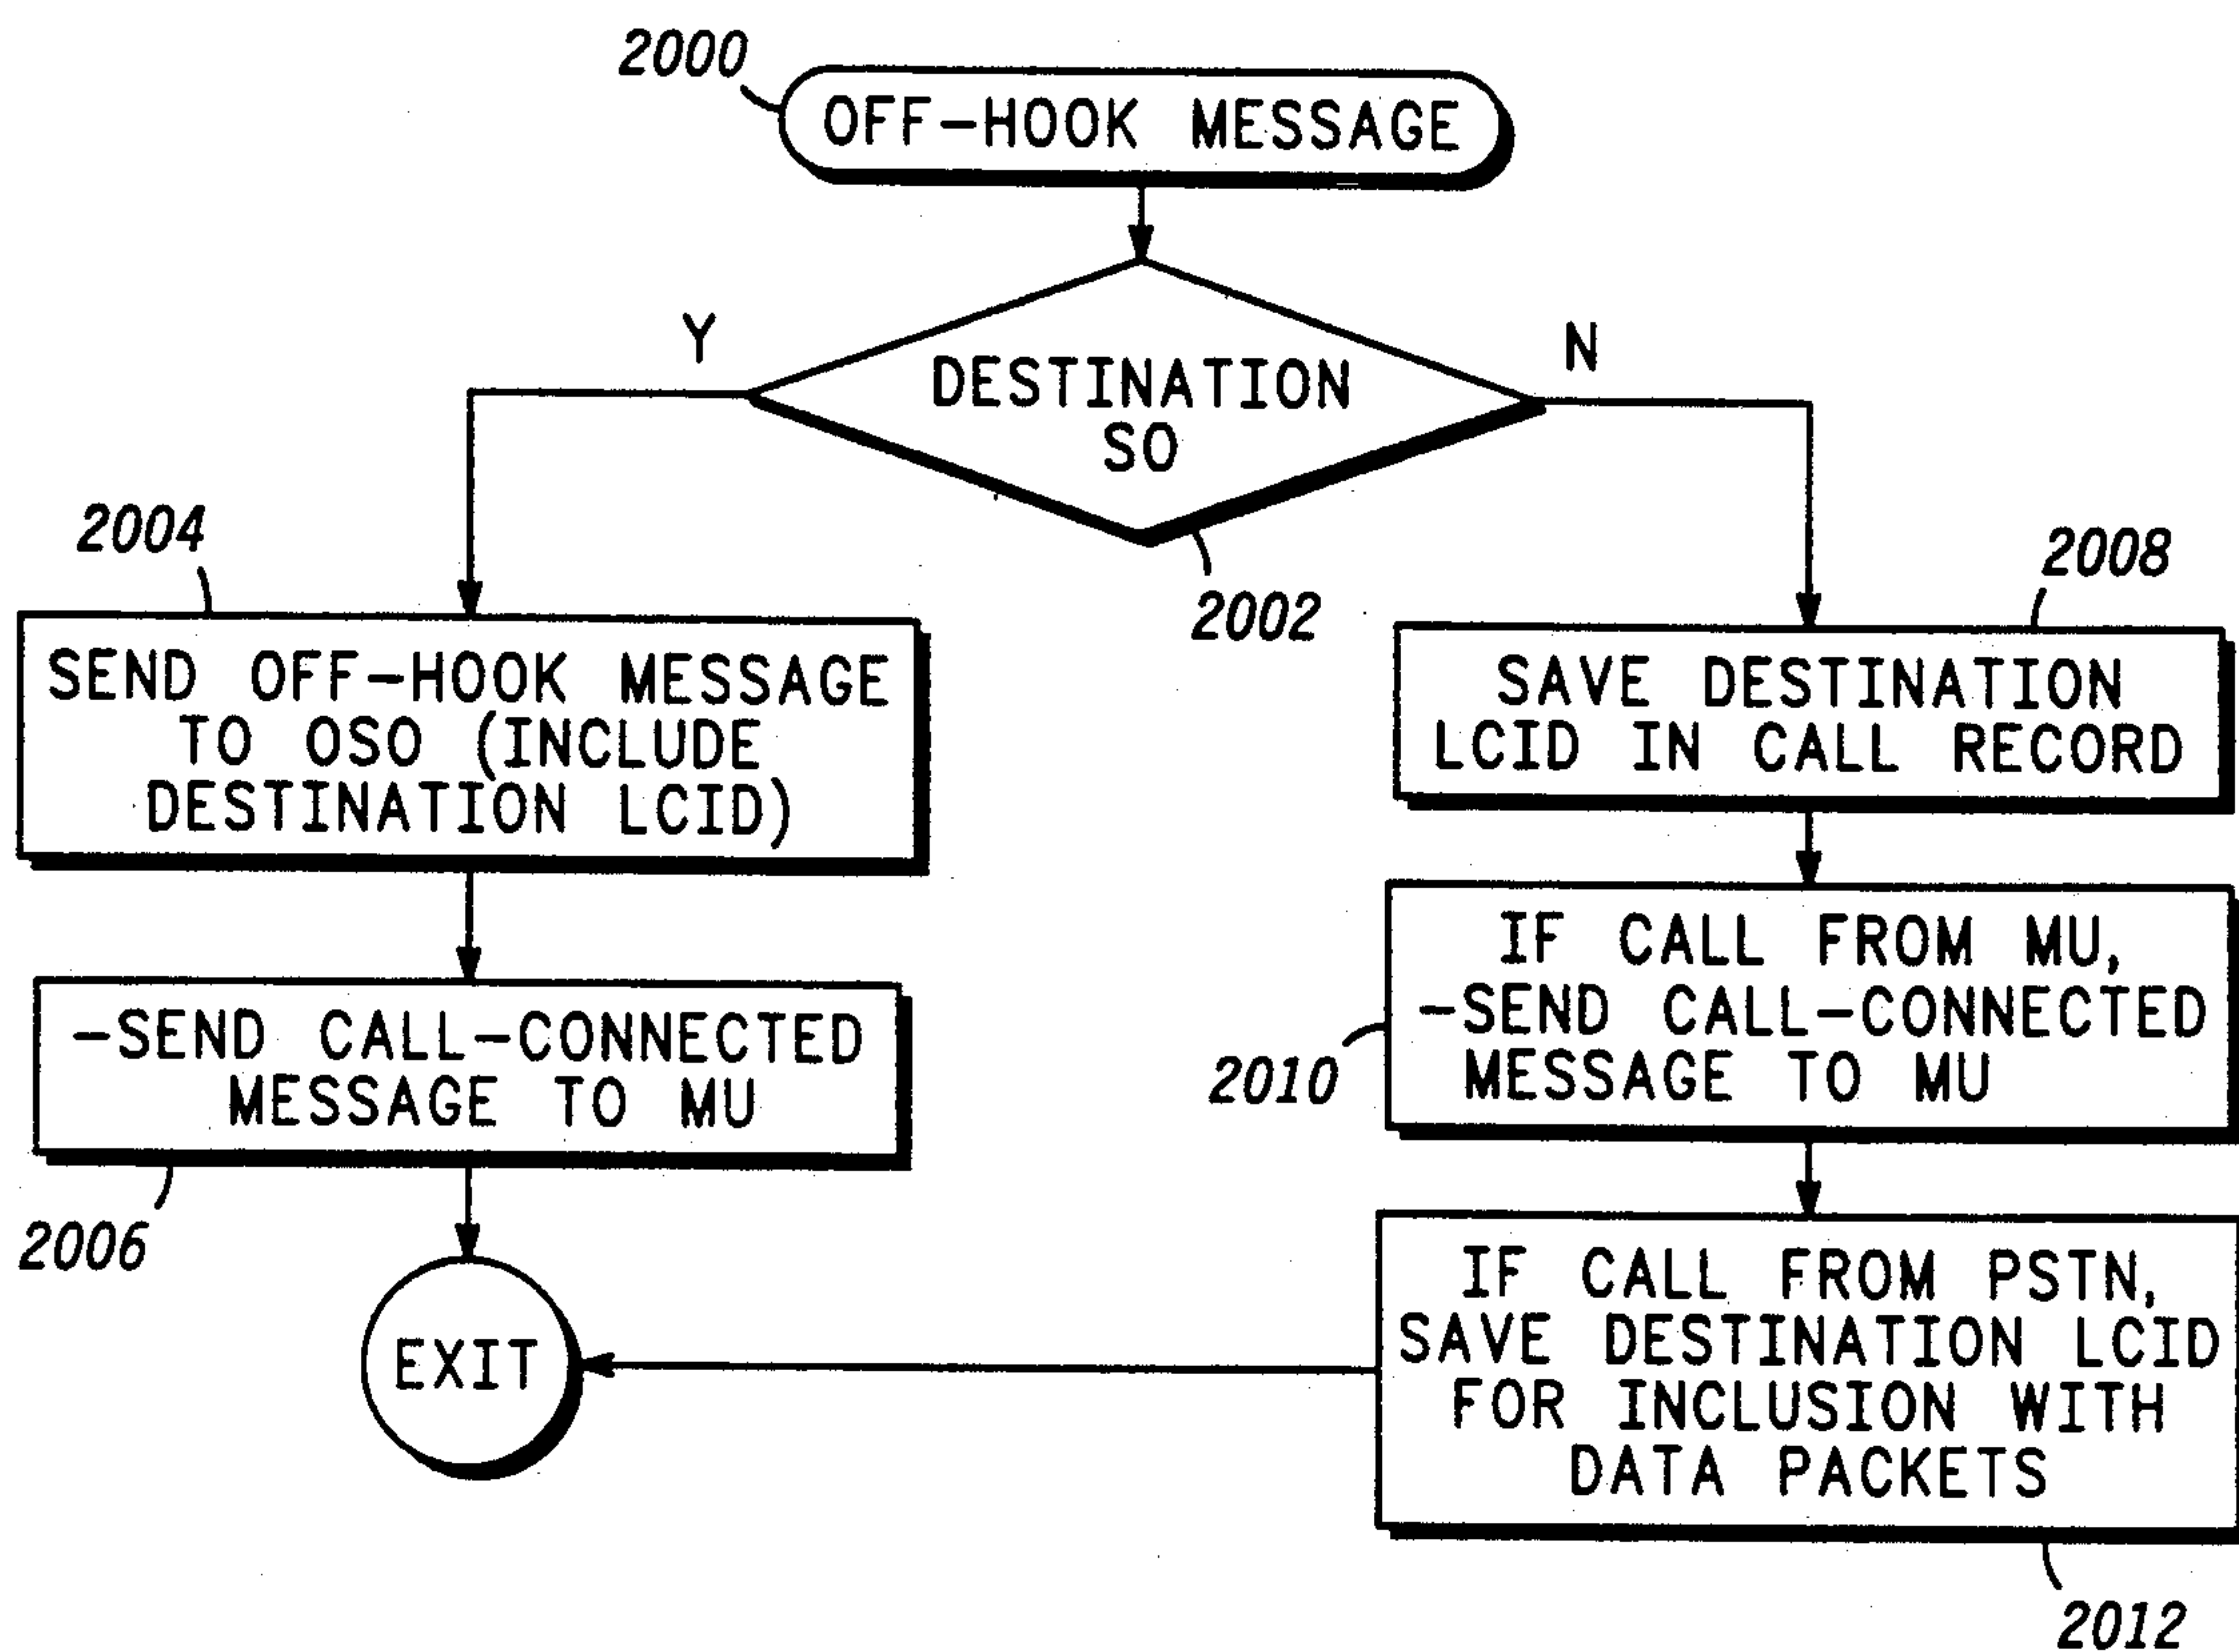 2000
OFF-HOOK MESSAGE
Y
N
DESTINATION
SO
2002
2004
SEND OFF-HOOK MESSAGE
TO OSO (INCLUDE
DESTINATION LCID)
-SEND CALL-CONNECTED
MESSAGE TO MU
2006
EXIT
2008
SAVE DESTINATION
LCID IN CALL RECORD
IF CALL FROM MU,
-SEND CALL-CONNECTED
MESSAGE TO MU
2010
IF CALL FROM PSTN,
SAVE DESTINATION LCID
FOR INCLUSION WITH
DATA PACKETS
2012